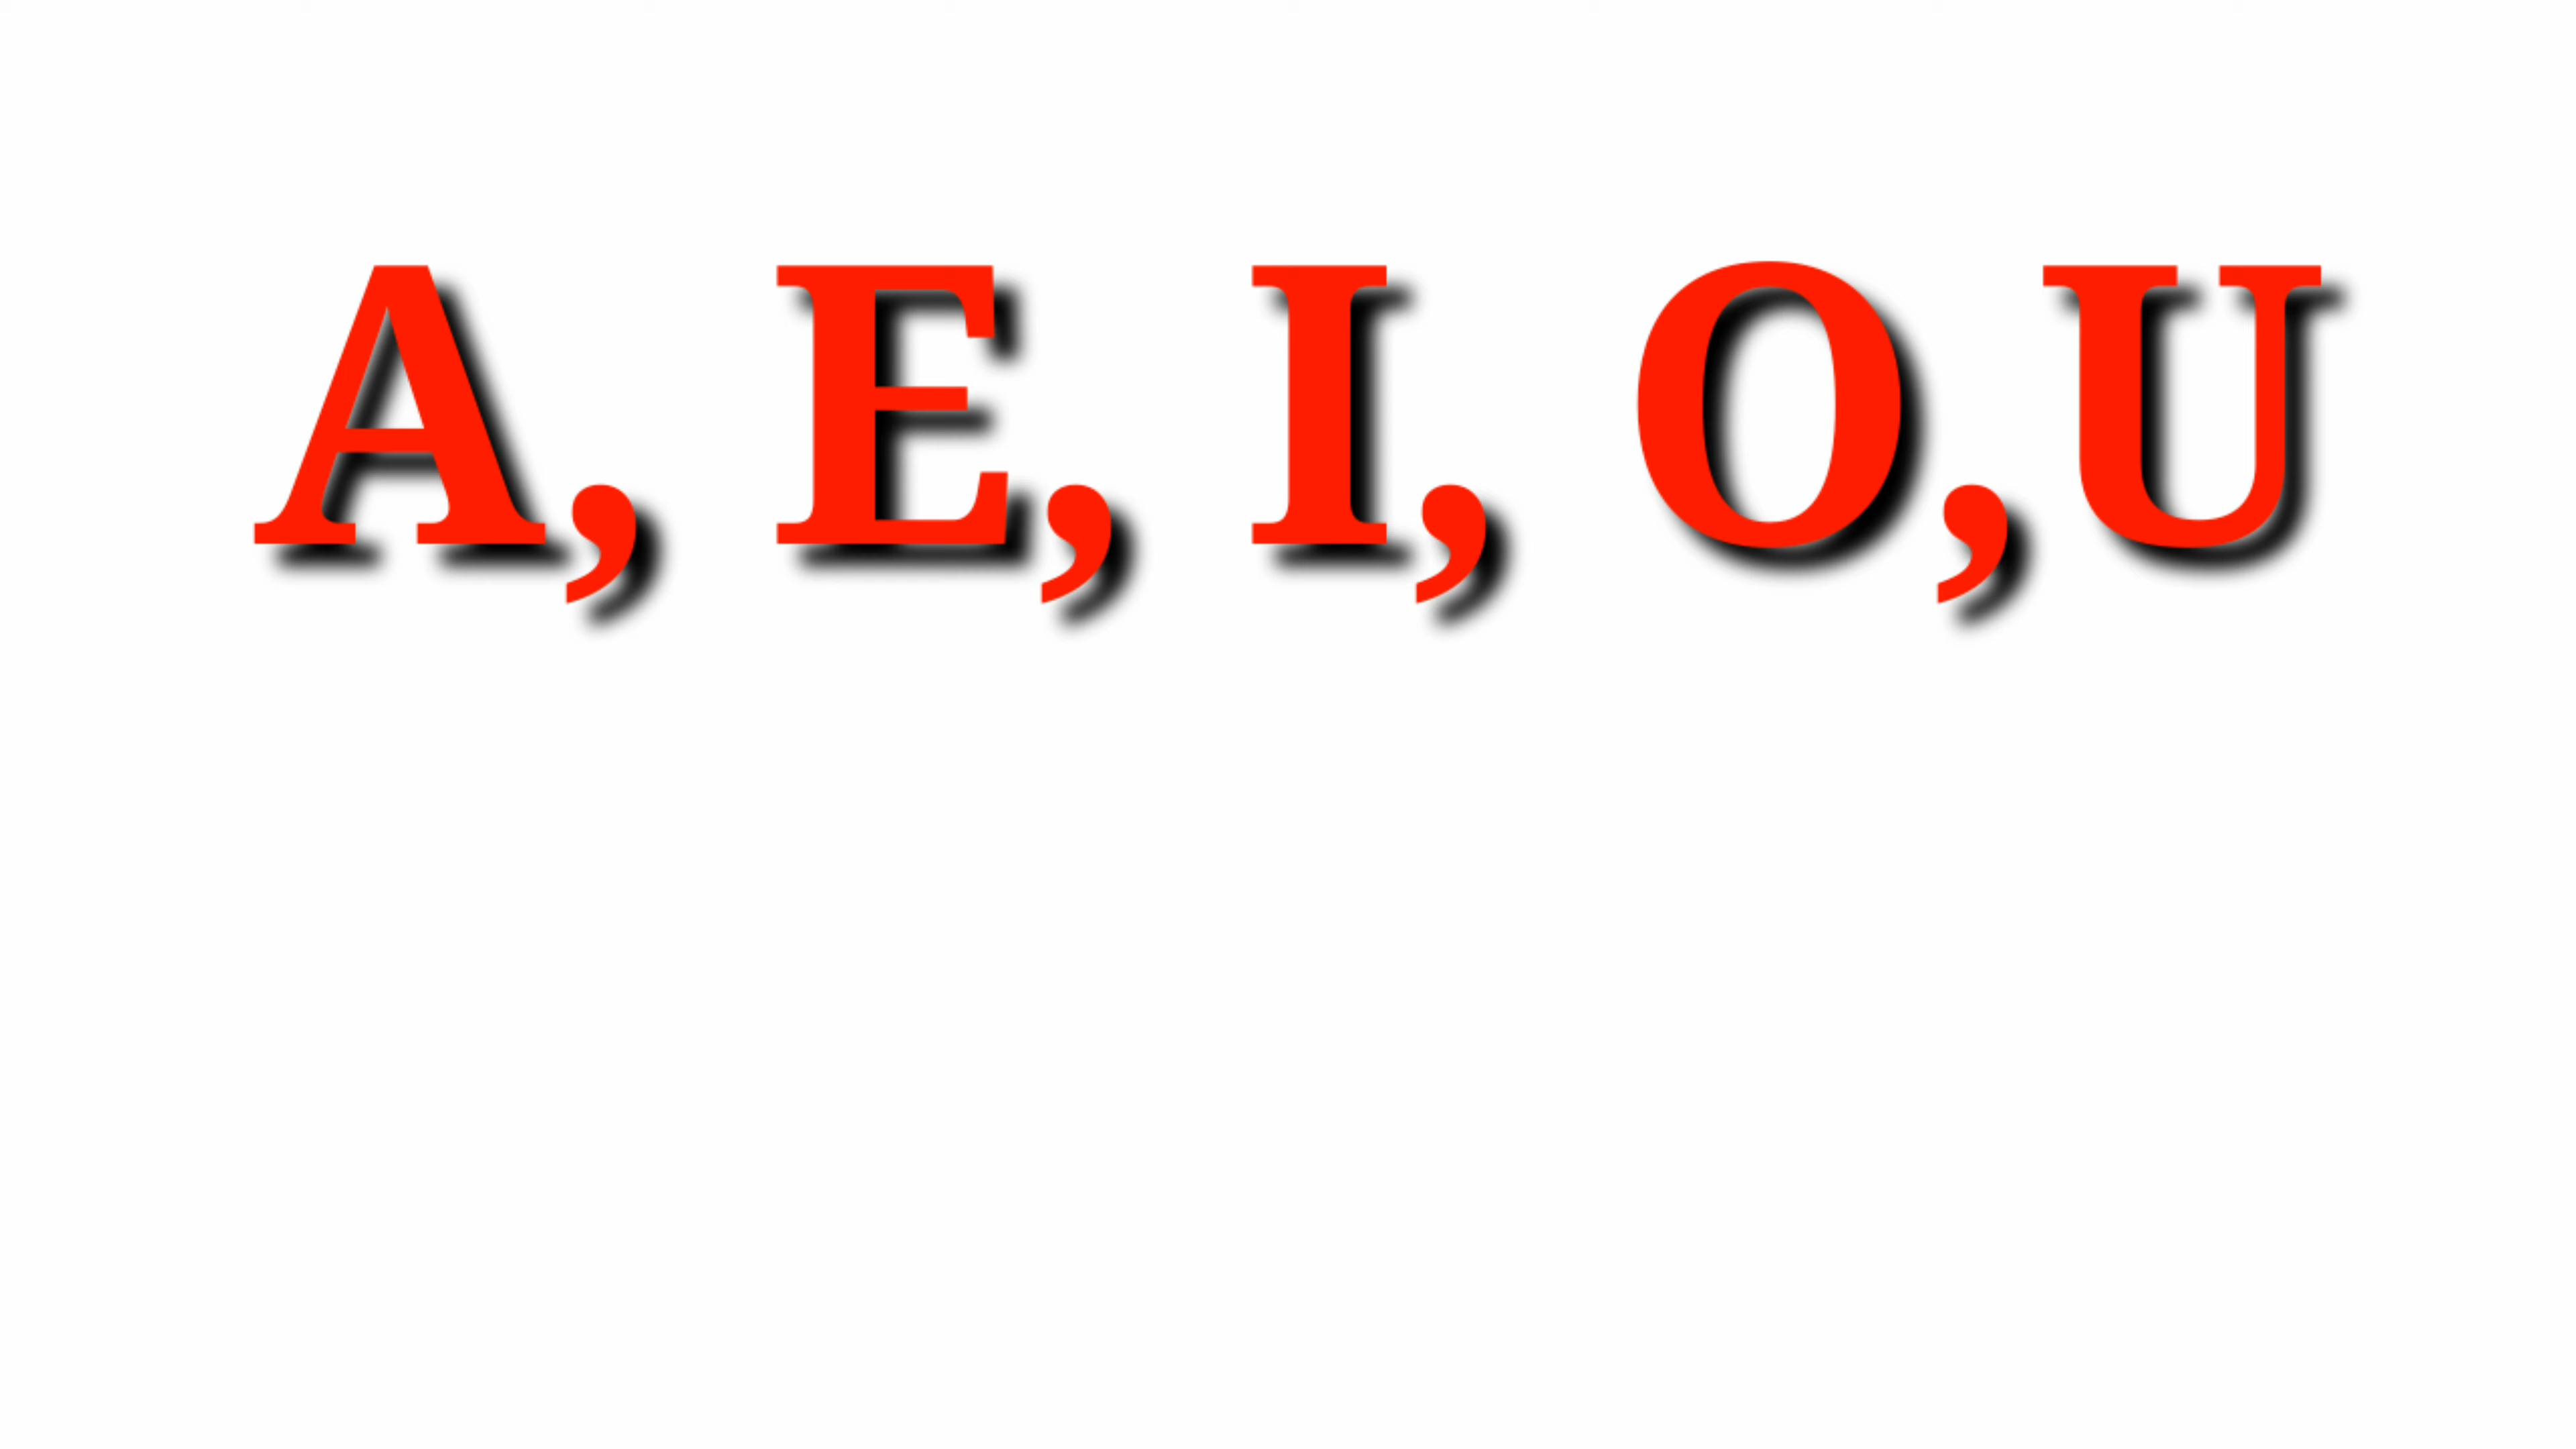 A, E, I, O,U